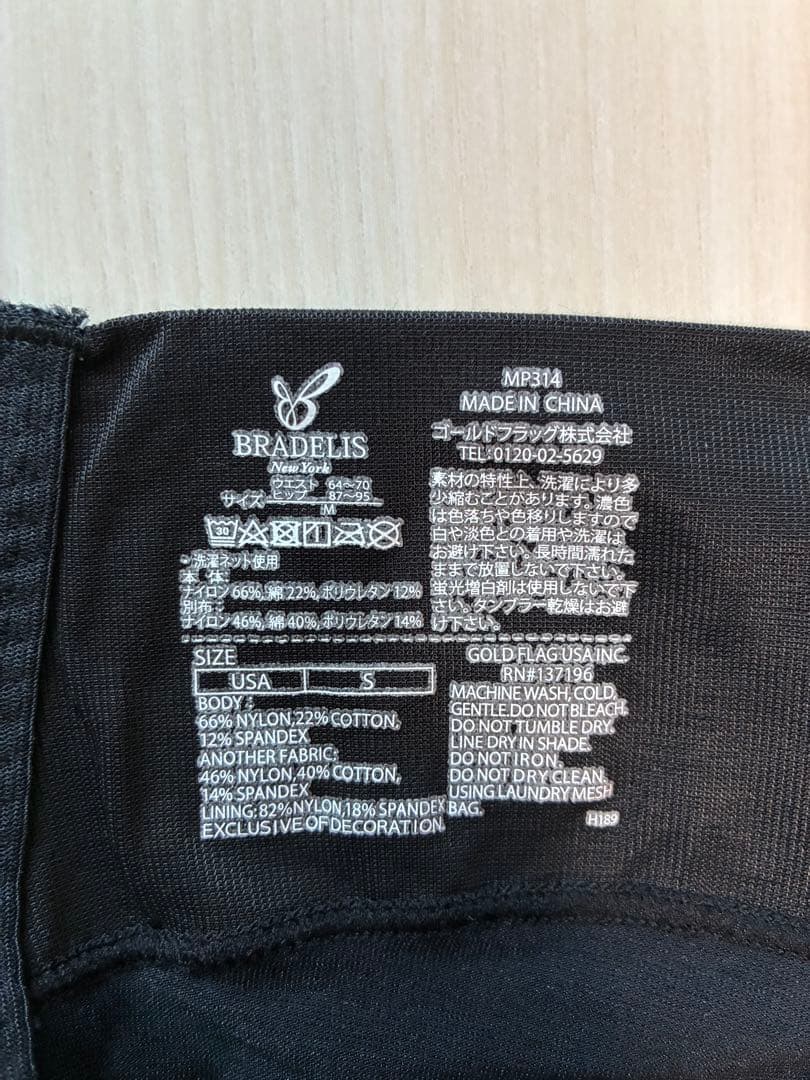 BRADELIS
New York
サイズ
ウエスト 64~70
ヒップ 87~95
M
30
・洗濯ネット使用
本 体:
ナイロン 66%, 綿 22%, ポリウレタン 12%
別布:
ナイロン 46%, 綿 40%, ポリウレタン 14%
MP314
MADE IN CHINA
ゴールドフラッグ株式会社
TEL:0120-02-5629
素材の特性上、洗濯により多
少縮むことがあります。濃色
は色落ちや色移りしますので
白や淡色との着用や洗濯は
お避け下さい。長時間濡れた
ままで放置しないで下さい。
蛍光増白剤は使用しないで下
さい。タンブラー乾燥はお避
け下さい。
SIZE
USA S
BODY:
66% NYLON,22% COTTON,
12% SPANDEX
ANOTHER FABRIC:
46% NYLON,40% COTTON,
14% SPANDEX
LINING: 82%NYLON,18% SPANDEX
EXCLUSIVE OF DECORATION.
GOLD FLAG USA INC.
RN#137196
MACHINE WASH, COLD,
GENTLE.DO NOT BLEACH.
DO NOT TUMBLE DRY.
LINE DRY IN SHADE.
DO NOT IRON.
DO NOT DRY CLEAN.
USING LAUNDRY MESH
BAG.
H189